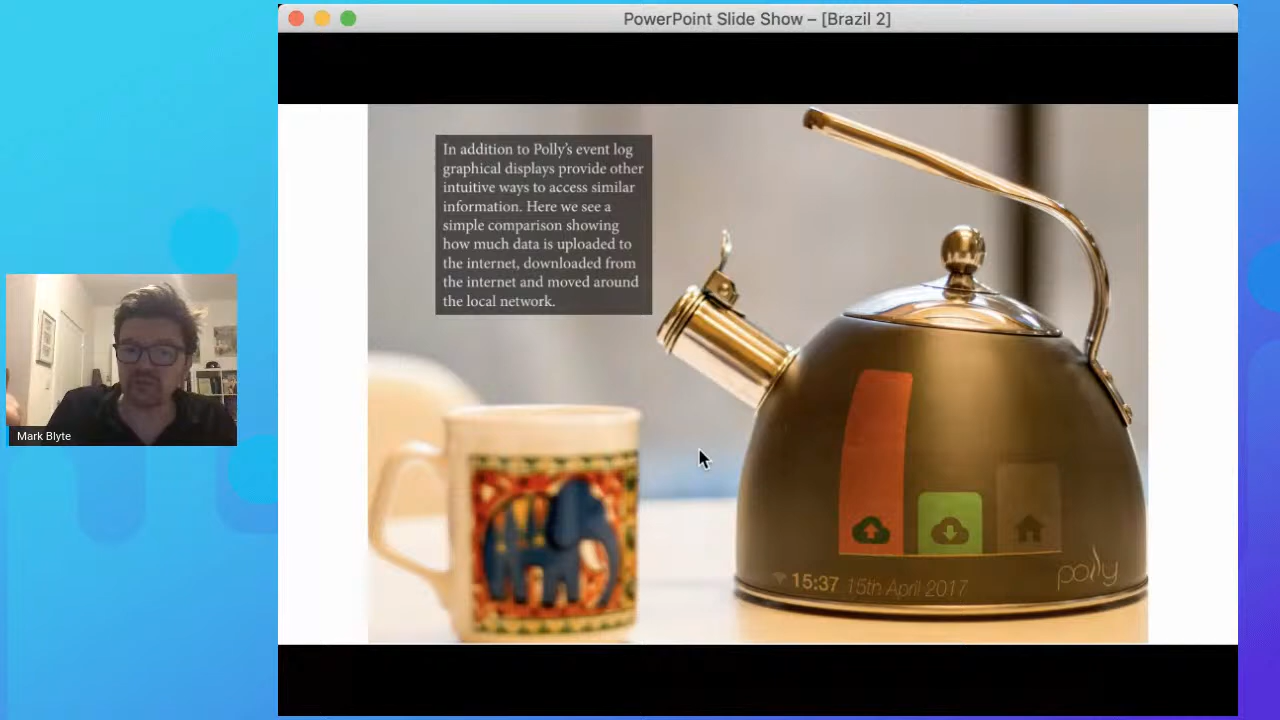 PowerPoint Slide Show – [Brazil 2]
In addition to Polly’s event log
graphical displays provide other
intuitive ways to access similar
information. Here we see a
simple comparison showing
how much data is uploaded to
the internet, downloaded from
the internet and moved around
the local network.
Mark Blyte
15:37 15th April 2017
polly